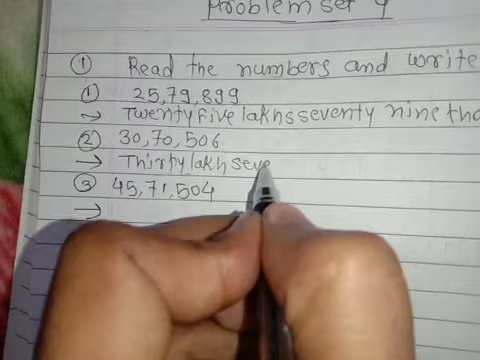 Problem set 9
① Read the numbers and write
① 25,79,899
→ Twenty five lakhs seventy nine tho
② 30,70,506
→ Thirty lakh seve
③ 45,71,504
→